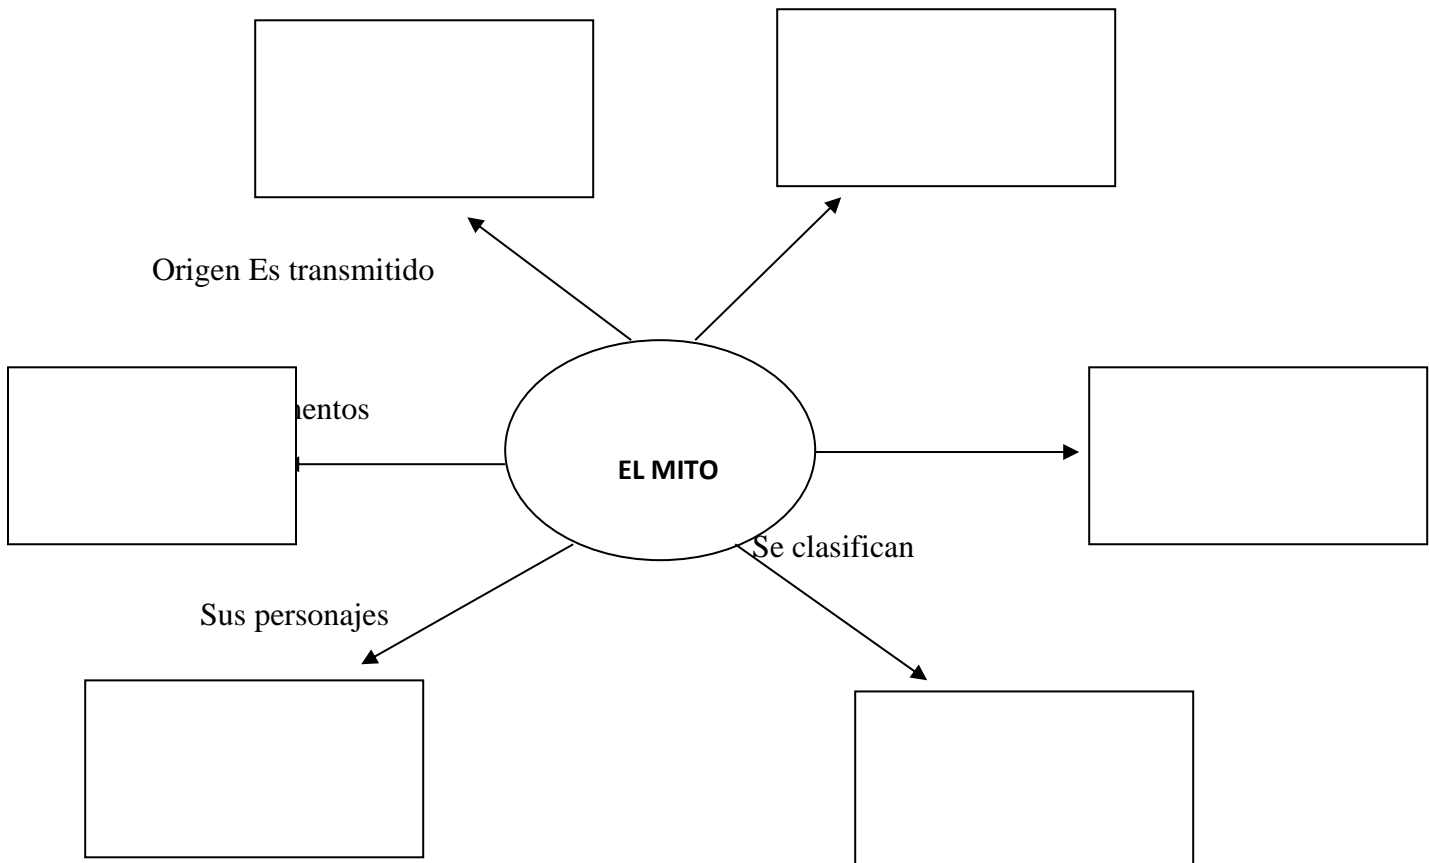 Origen Es transmitido
mentos
EL MITO
Se clasifican
Sus personajes